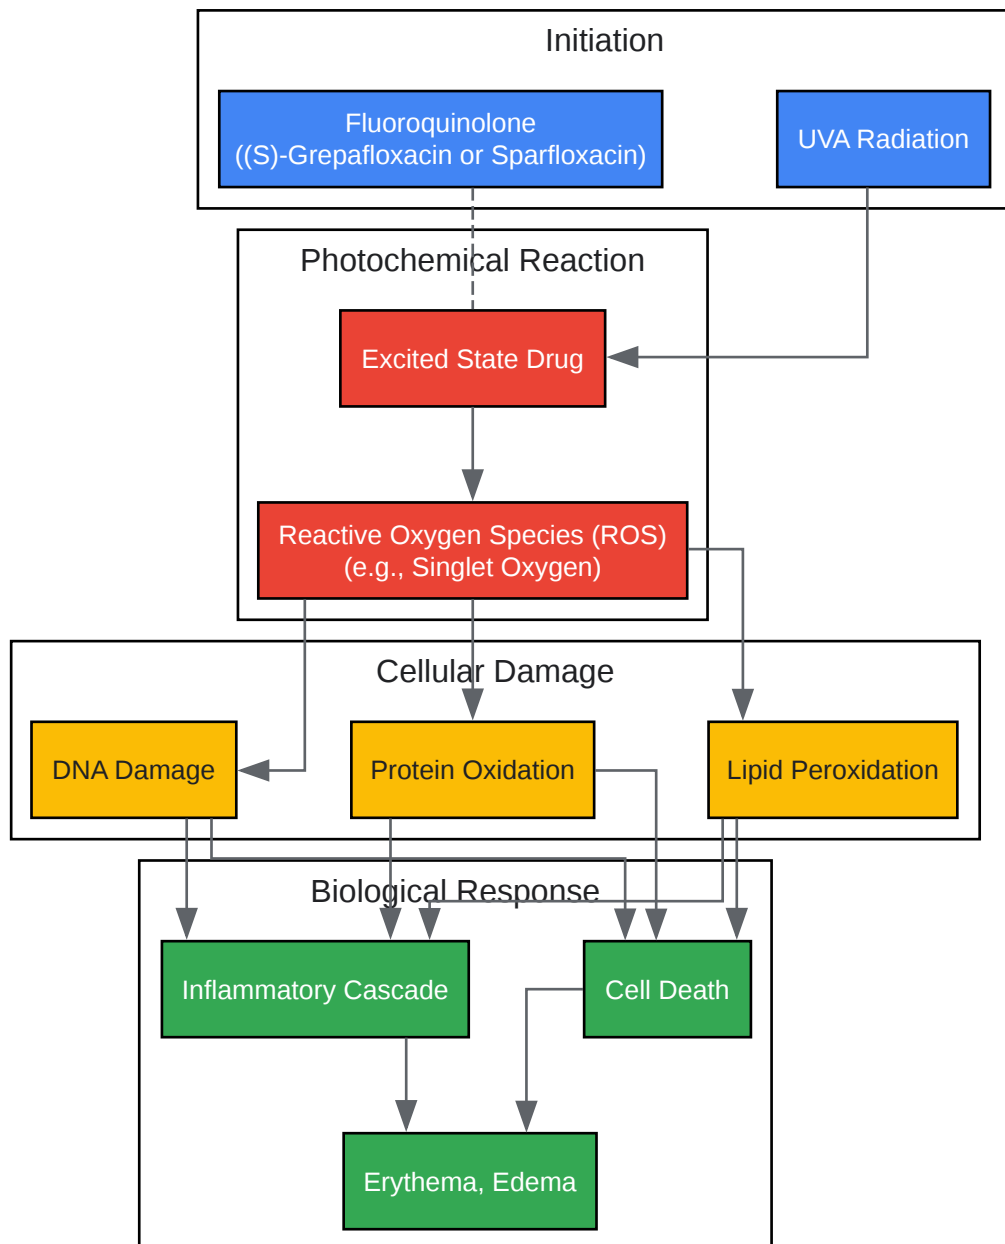 Initiation
Fluoroquinolone
((S)-Grepafloxacin or Sparfloxacin)
UVA Radiation
Photochemical Reaction
Excited State Drug
Reactive Oxygen Species (ROS)
(e.g., Singlet Oxygen)
Cellular Damage
DNA Damage
Protein Oxidation
Lipid Peroxidation
Biological Response
Inflammatory Cascade
Cell Death
Erythema, Edema